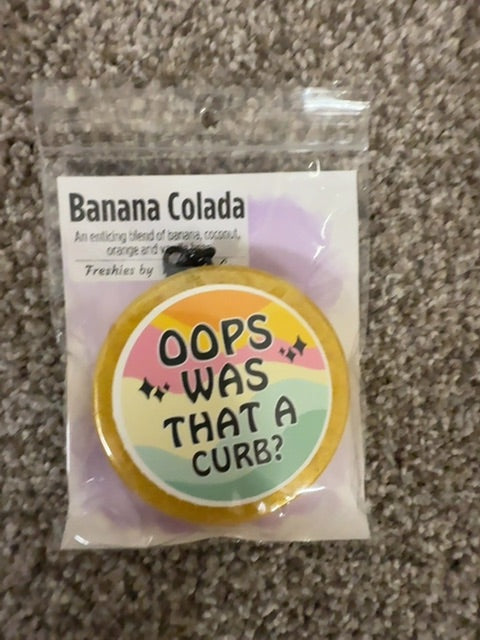 Banana Colada
An enticing blend of banana, coconut,
orange and
Freshies by
OOPS
WAS
THAT A
CURB?